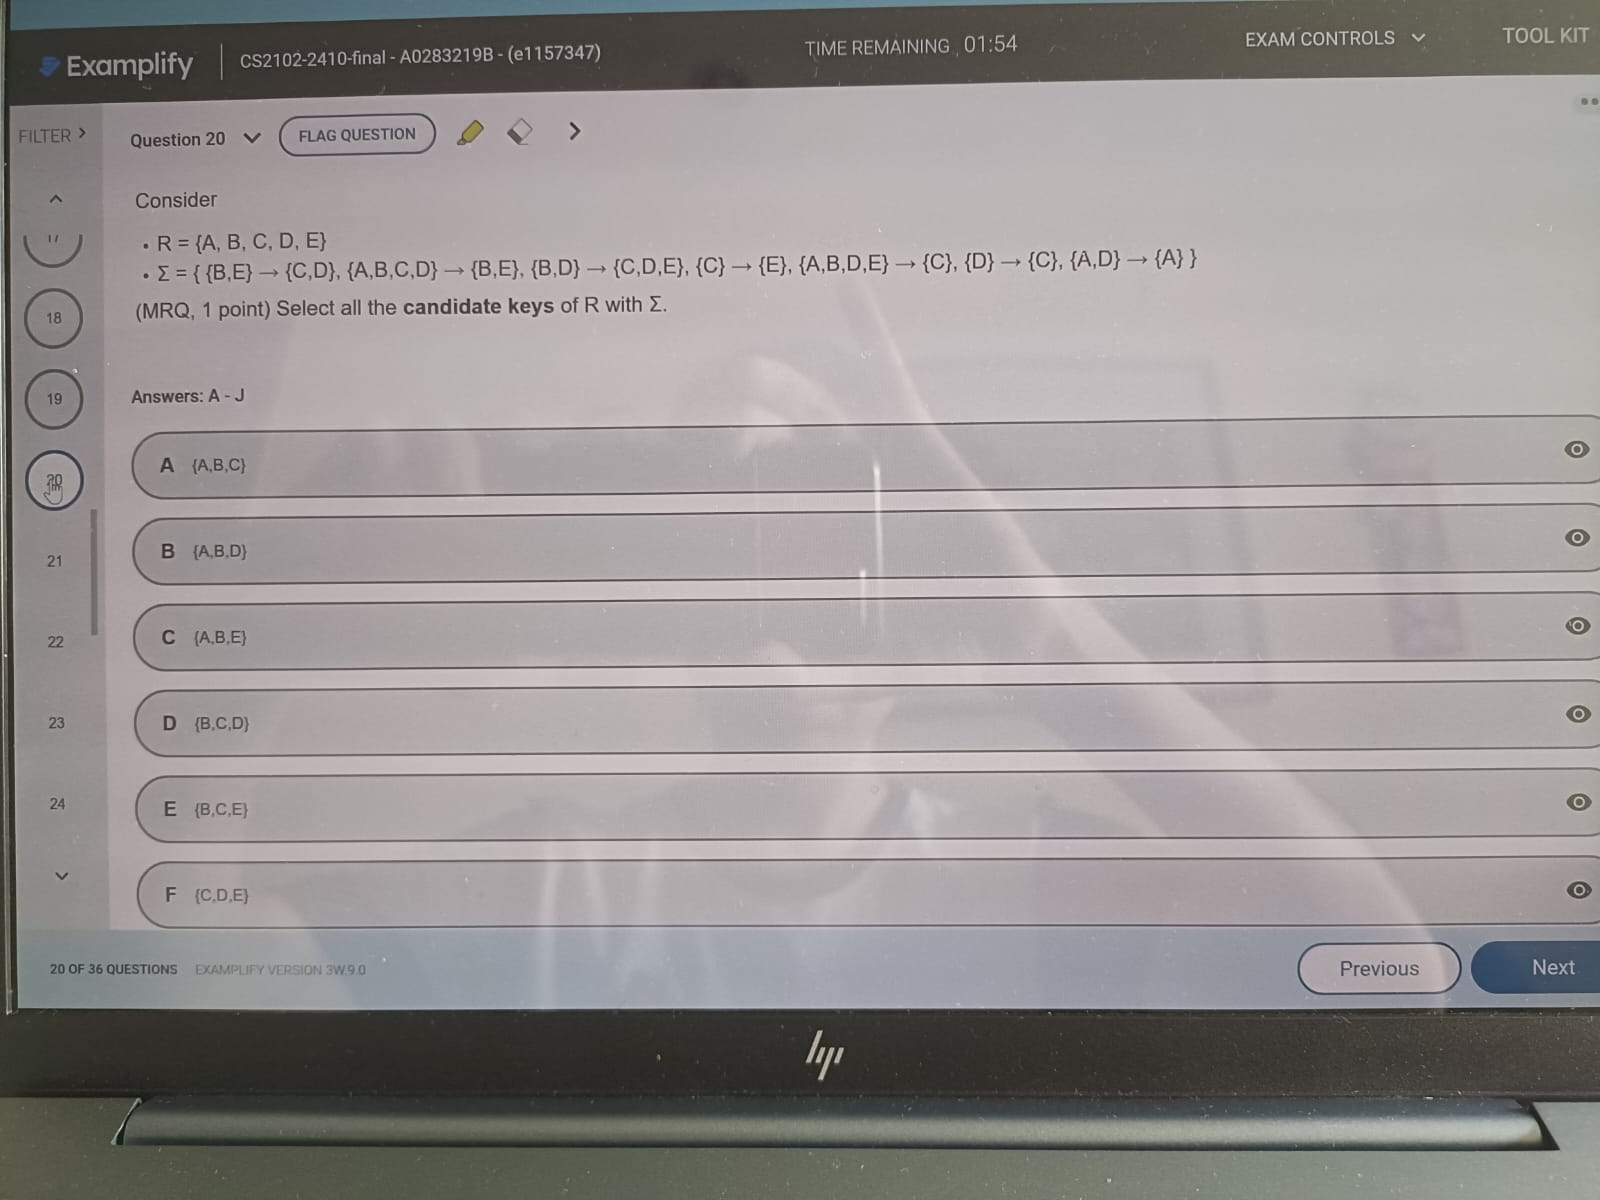 Examplify
CS2102-2410-final - A0283219B - (e1157347)
TIME REMAINING 01:54
EXAM CONTROLS
TOOL KIT
FILTER >
Question 20
FLAG QUESTION
Consider
• R = {A, B, C, D, E}
• Σ = { {B,E} → {C,D}, {A,B,C,D} → {B,E}, {B,D} → {C,D,E}, {C} → {E}, {A,B,D,E} → {C}, {D} → {C}, {A,D} → {A} }
(MRQ, 1 point) Select all the candidate keys of R with Σ.
Answers: A - J
A {A,B,C}
B {A,B,D}
C {A,B,E}
D {B,C,D}
E {B,C,E}
F {C,D,E}
18
19
20
21
22
23
24
20 OF 36 QUESTIONS EXAMPLIFY VERSION 3W.9.0
Previous
Next
hp